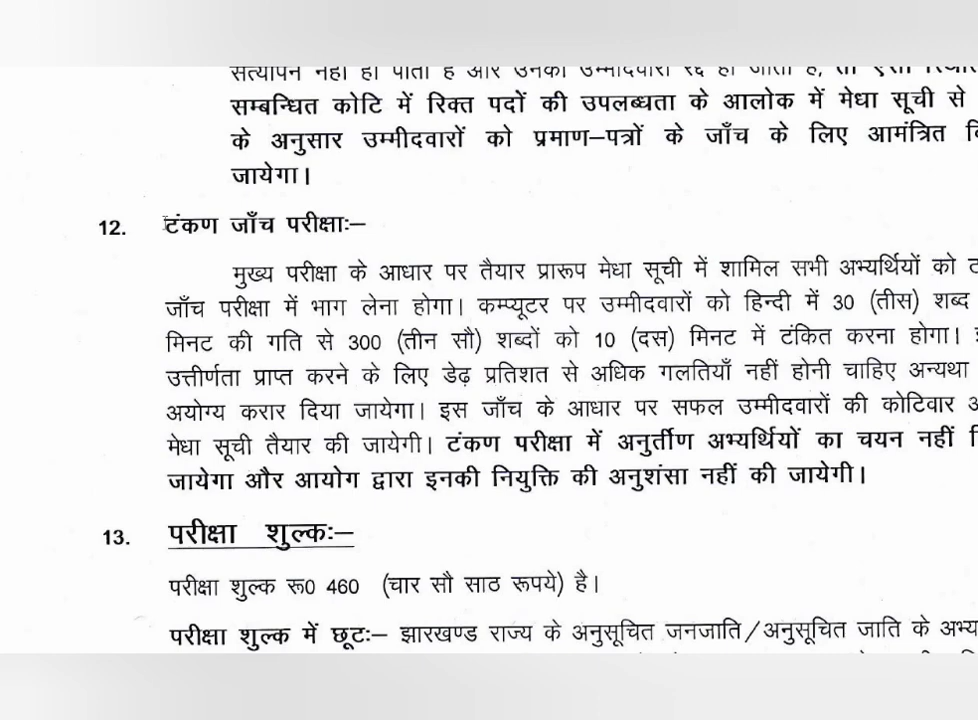 सत्यापन नहीं हो पाता है और उनकी उम्मीदवारी रद्द हो जाती है, तो ऐसी
सम्बन्धित कोटि में रिक्त पदों की उपलब्धता के आलोक में मेधा सूची से
के अनुसार उम्मीदवारों को प्रमाण–पत्रों के जाँच के लिए आमंत्रित
जायेगा।
12. टंकण जाँच परीक्षाः–
मुख्य परीक्षा के आधार पर तैयार प्रारूप मेधा सूची में शामिल सभी अभ्यर्थियों को
जाँच परीक्षा में भाग लेना होगा। कम्प्यूटर पर उम्मीदवारों को हिन्दी में 30 (तीस) शब्द
मिनट की गति से 300 (तीन सौ) शब्दों को 10 (दस) मिनट में टंकित करना होगा।
उत्तीर्णता प्राप्त करने के लिए डेढ़ प्रतिशत से अधिक गलतियाँ नहीं होनी चाहिए अन्यथा
अयोग्य करार दिया जायेगा। इस जाँच के आधार पर सफल उम्मीदवारों की कोटिवार
मेधा सूची तैयार की जायेगी। टंकण परीक्षा में अनुर्तीण अभ्यर्थियों का चयन नहीं
जायेगा और आयोग द्वारा इनकी नियुक्ति की अनुशंसा नहीं की जायेगी।
13. परीक्षा शुल्कः–
परीक्षा शुल्क रू0 460 (चार सौ साठ रूपये) है।
परीक्षा शुल्क में छूटः– झारखण्ड राज्य के अनुसूचित जनजाति/अनुसूचित जाति के